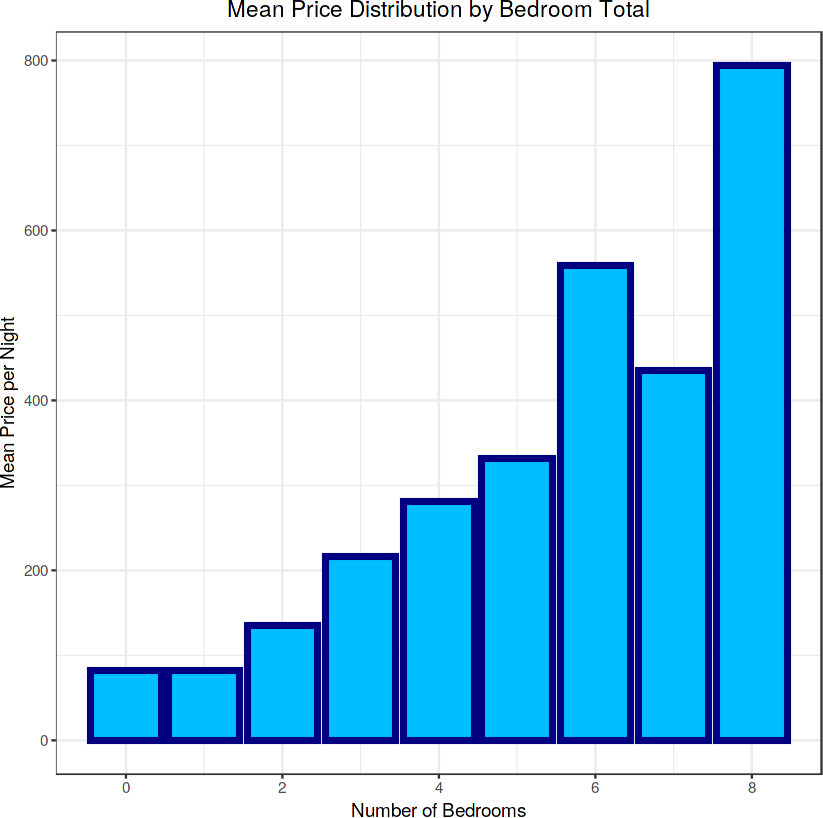 Mean Price Distribution by Bedroom Total
Mean Price per Night
800
600
400
200
0
0 2 4 6 8
Number of Bedrooms